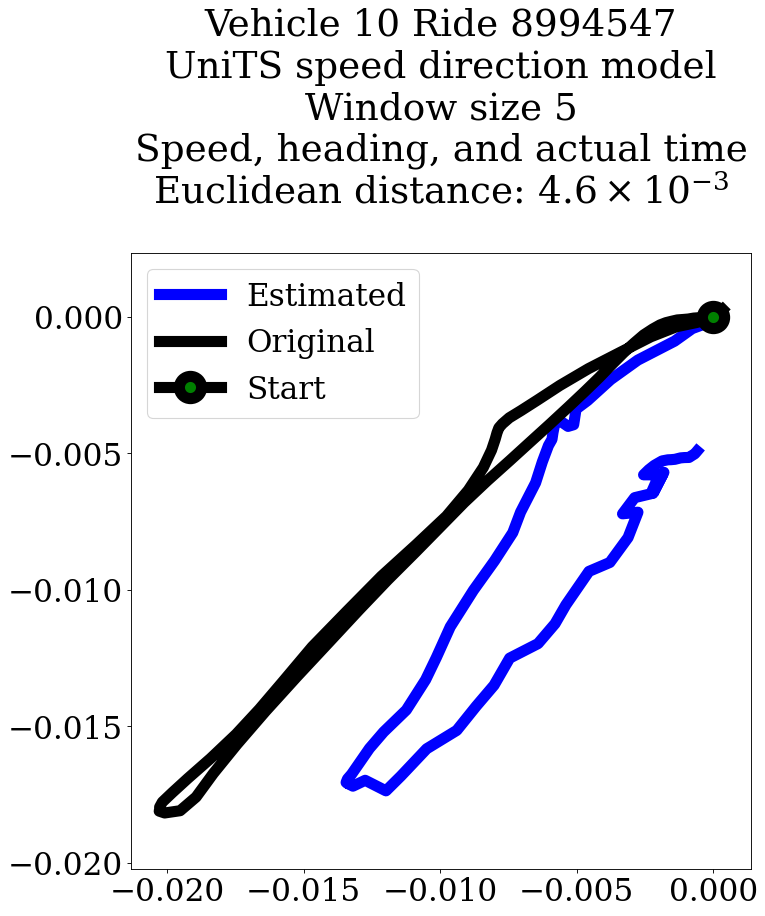 Vehicle 10 Ride 8994547
UniTS speed direction model
Window size 5
Speed, heading, and actual time
Euclidean distance: 4.6 × 10⁻³
Estimated
Original
Start
0.000
−0.005
−0.010
−0.015
−0.020
−0.020 −0.015 −0.010 −0.005 0.000